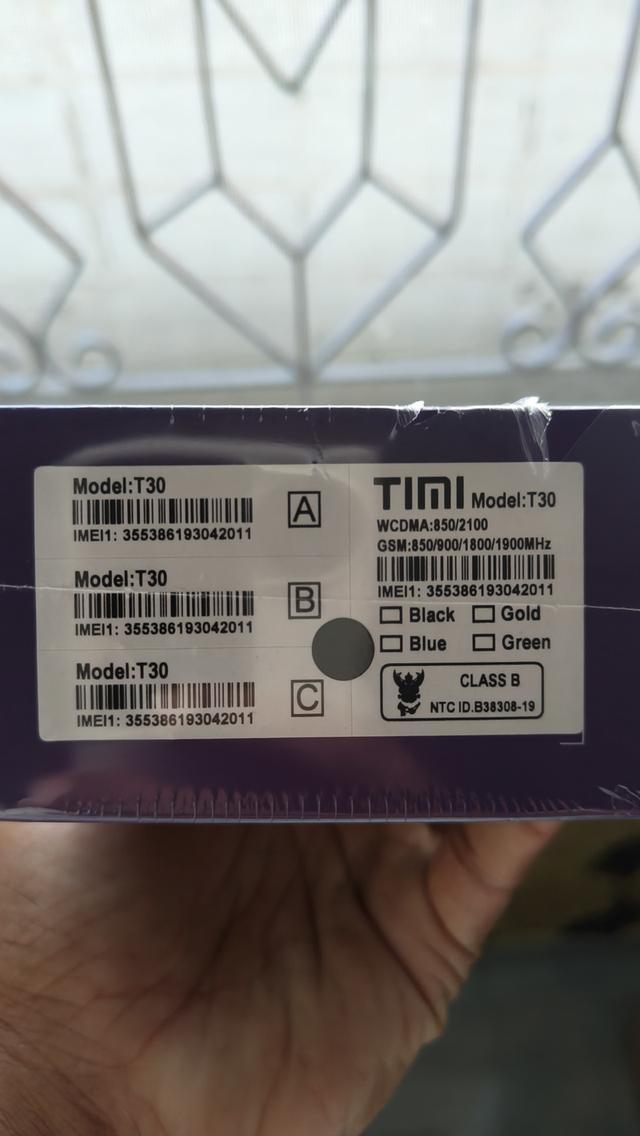 Model:T30
IMEI1: 355386193042011
A
Model:T30
IMEI1: 355386193042011
B
Model:T30
IMEI1: 355386193042011
C
TIMI Model:T30
WCDMA:850/2100
GSM:850/900/1800/1900MHz
IMEI1: 355386193042011
Black Gold
Blue Green
CLASS B
NTC ID.B38308-19